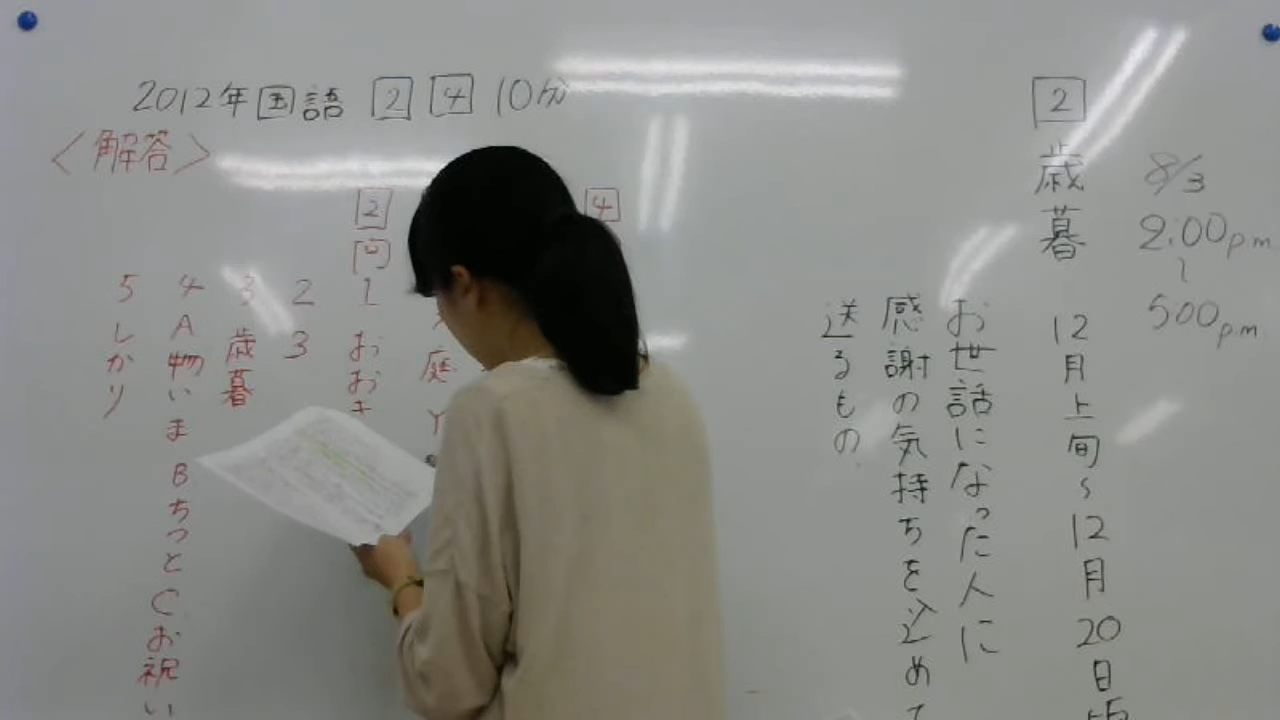 2012年 国語 2 4 10分
<解答>
2
問
1 おおき
2 3
3 歳暮
4 A 物いま B ちっと C お祝い
5 しかり
4
庭 Y
2
歳暮 12月上旬~12月20日
お世話になった人に
感謝の気持ちを込めて
送るもの
8/3
2:00p.m.
~
5:00p.m.